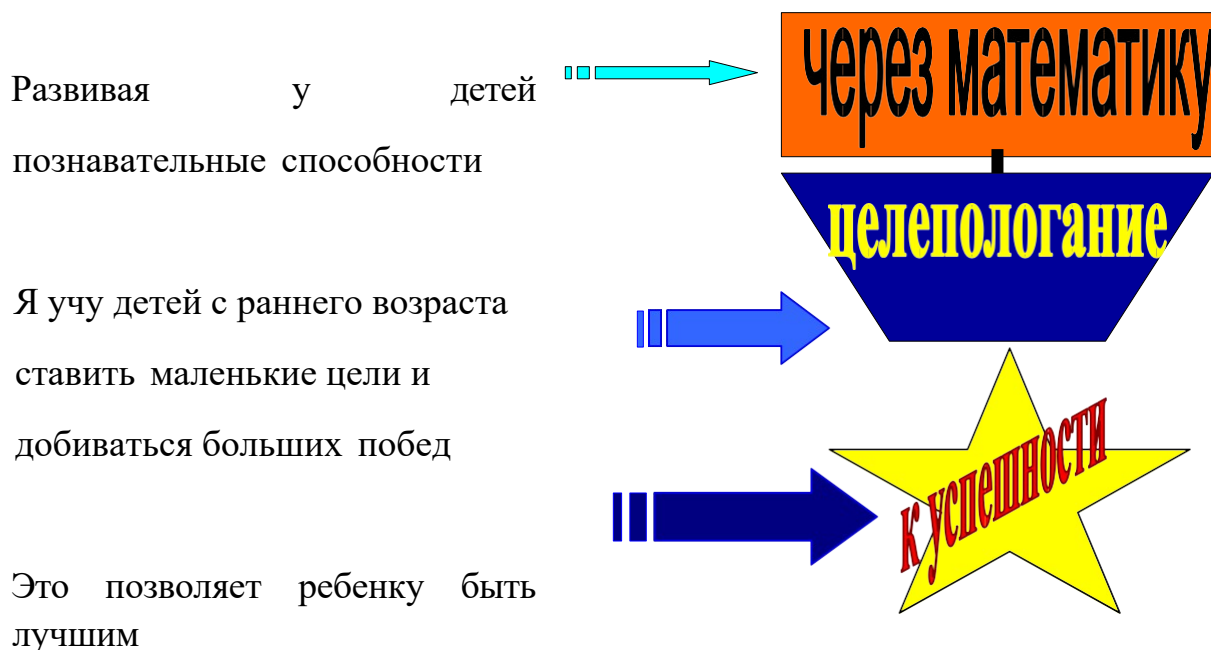 Развивая у детей
познавательные способности
через математику
Я учу детей с раннего возраста
ставить маленькие цели и
добиваться больших побед
целепологание
Это позволяет ребенку быть
лучшим
к успешности